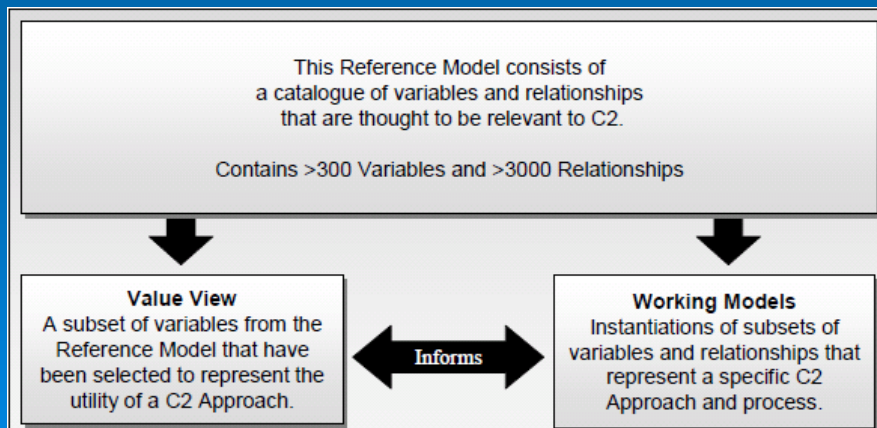 This Reference Model consists of
a catalogue of variables and relationships
that are thought to be relevant to C2.
Contains >300 Variables and >3000 Relationships
Value View
A subset of variables from the
Reference Model that have
been selected to represent the
utility of a C2 Approach.
Informs
Working Models
Instantiations of subsets of
variables and relationships that
represent a specific C2
Approach and process.